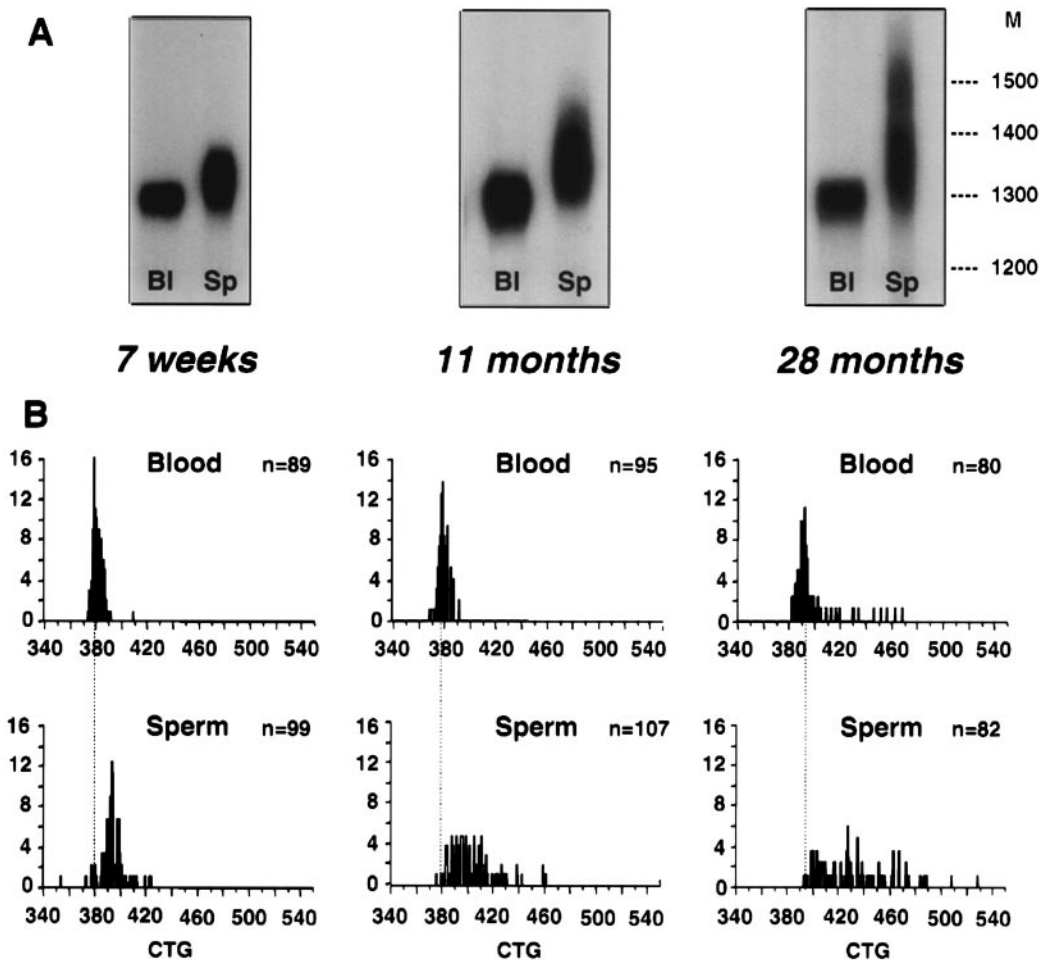 A
M
---- 1500
---- 1400
---- 1300
---- 1200
Bl Sp
Bl Sp
Bl Sp
7 weeks
11 months
28 months
B
Blood n=89
16
12
8
4
0
340 380 420 460 500 540
Blood n=95
16
12
8
4
0
340 380 420 460 500 540
Blood n=80
16
12
8
4
0
340 380 420 460 500 540
Sperm n=99
16
12
8
4
0
340 380 420 460 500 540
CTG
Sperm n=107
16
12
8
4
0
340 380 420 460 500 540
CTG
Sperm n=82
16
12
8
4
0
340 380 420 460 500 540
CTG